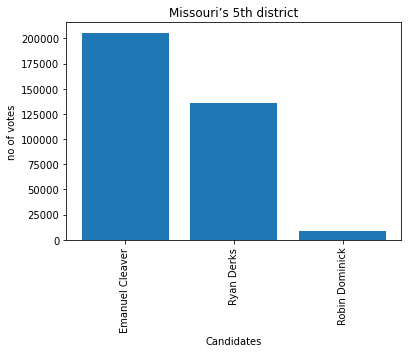 Missouri’s 5th district
200000
175000
150000
125000
100000
75000
50000
25000
0
no of votes
Emanuel Cleaver
Ryan Derks
Robin Dominick
Candidates